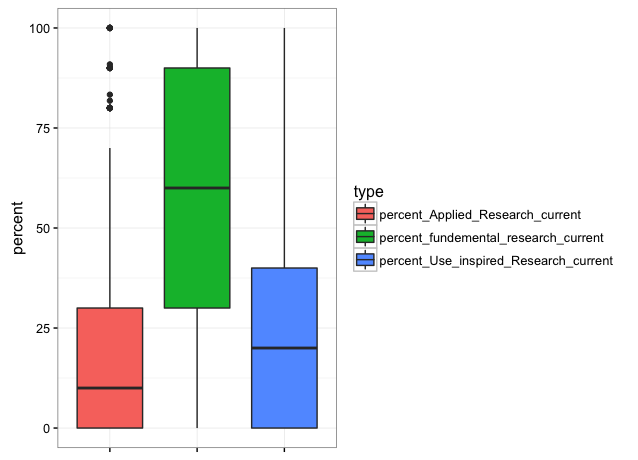 100
75
50
25
0
percent
type
percent_Applied_Research_current
percent_fundemental_research_current
percent_Use_inspired_Research_current